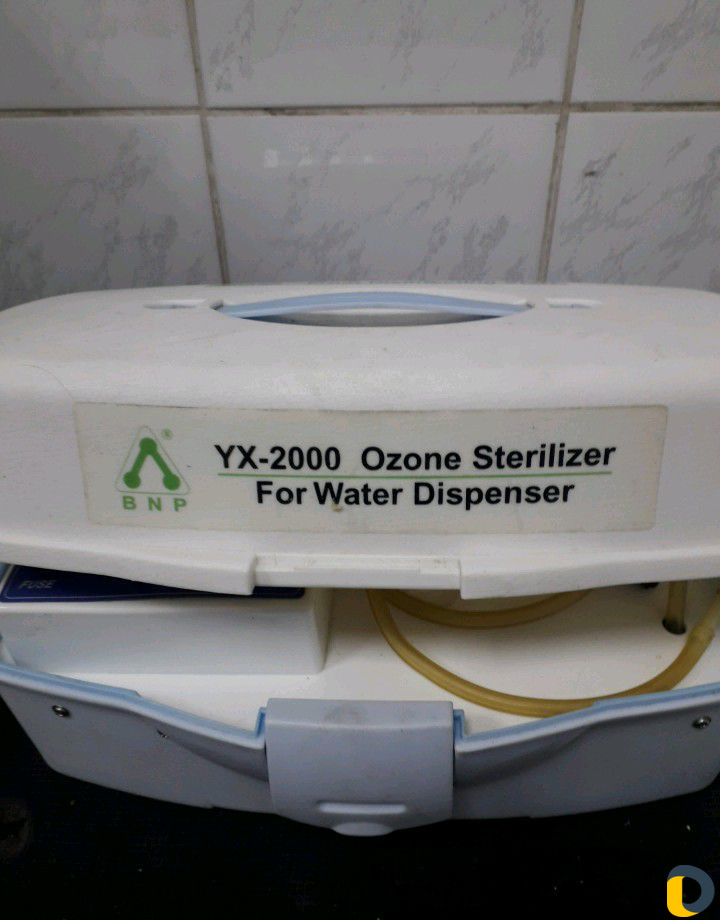 YX-2000 Ozone Sterilizer
For Water Dispenser
BNP
FUSE